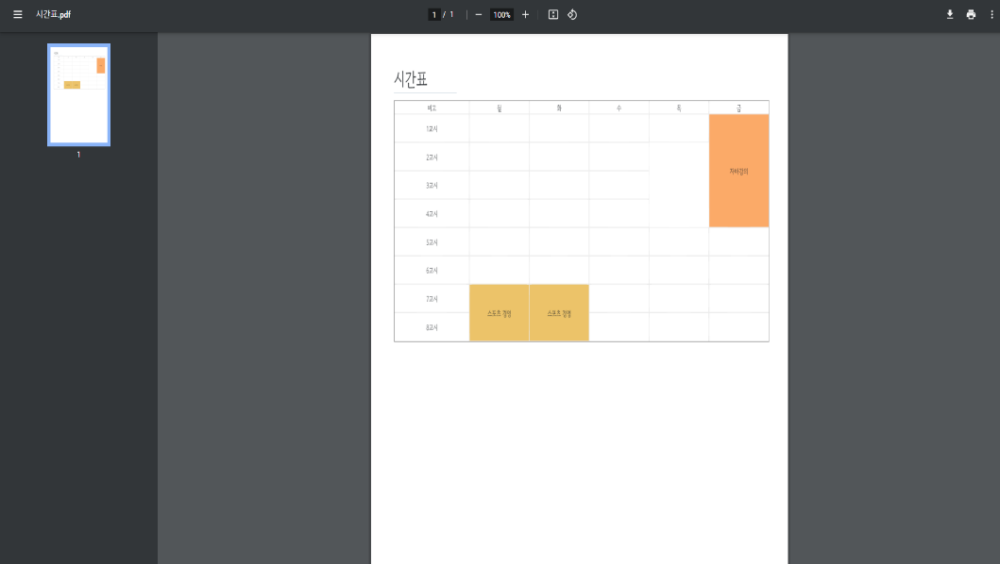 시간표.pdf
1 / 1
100%
1
시간표
비고 월 화 수 목 금
1교시
2교시
3교시
4교시
5교시
6교시
7교시
8교시
자바강의
스포츠 경영 스포츠 경영